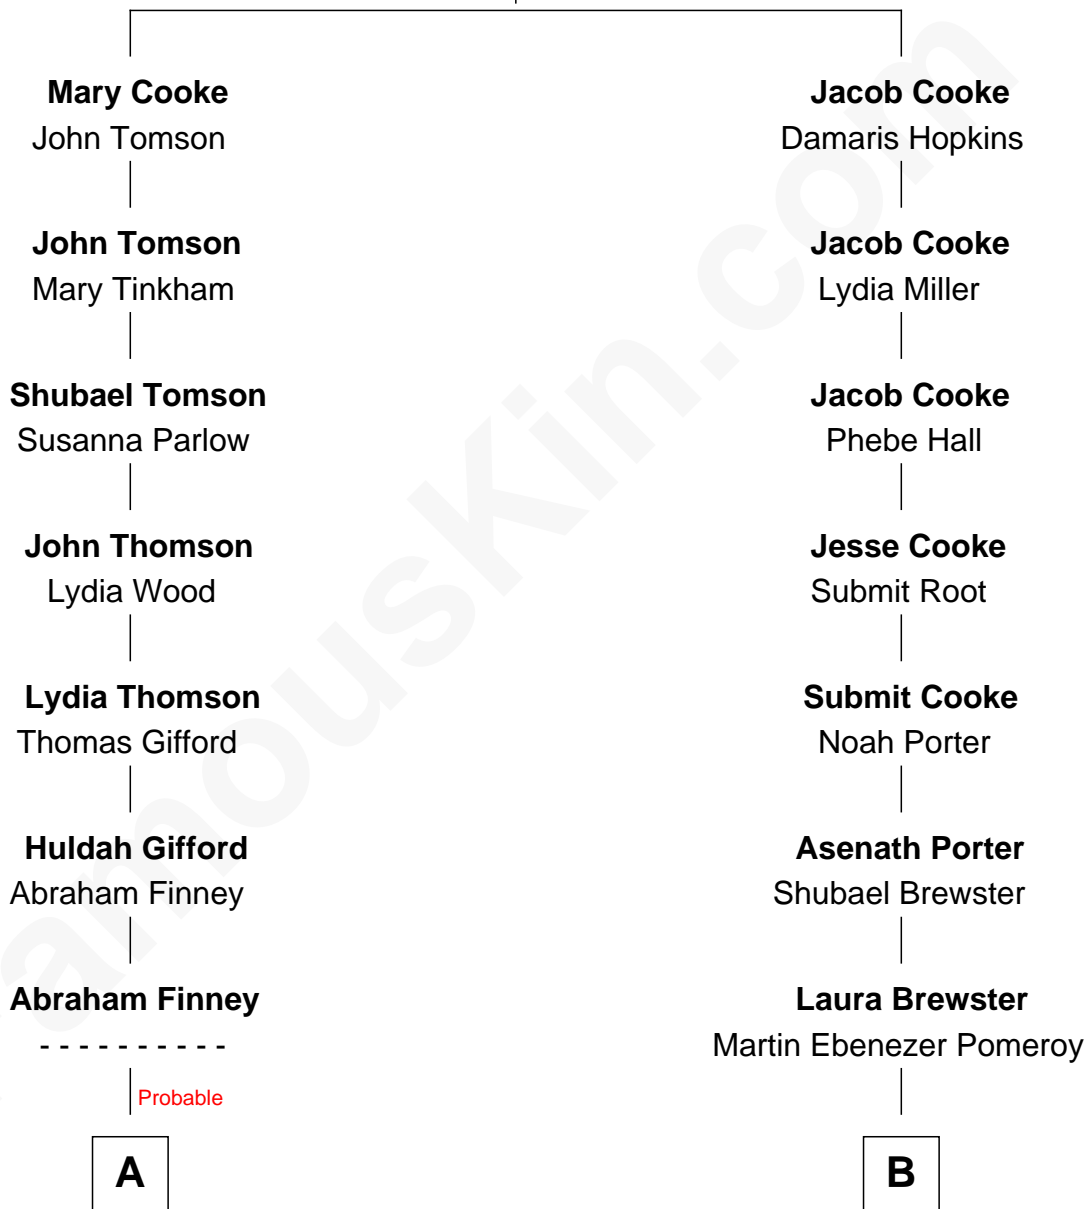 Mary Cooke
John Tomson
Jacob Cooke
Damaris Hopkins
John Tomson
Mary Tinkham
Jacob Cooke
Lydia Miller
Shubael Tomson
Susanna Parlow
Jacob Cooke
Phebe Hall
John Thomson
Lydia Wood
Jesse Cooke
Submit Root
Lydia Thomson
Thomas Gifford
Submit Cooke
Noah Porter
Huldah Gifford
Abraham Finney
Asenath Porter
Shubael Brewster
Abraham Finney
- - - - - - - - - -
Laura Brewster
Martin Ebenezer Pomeroy
Probable
A
B
amousKin.com